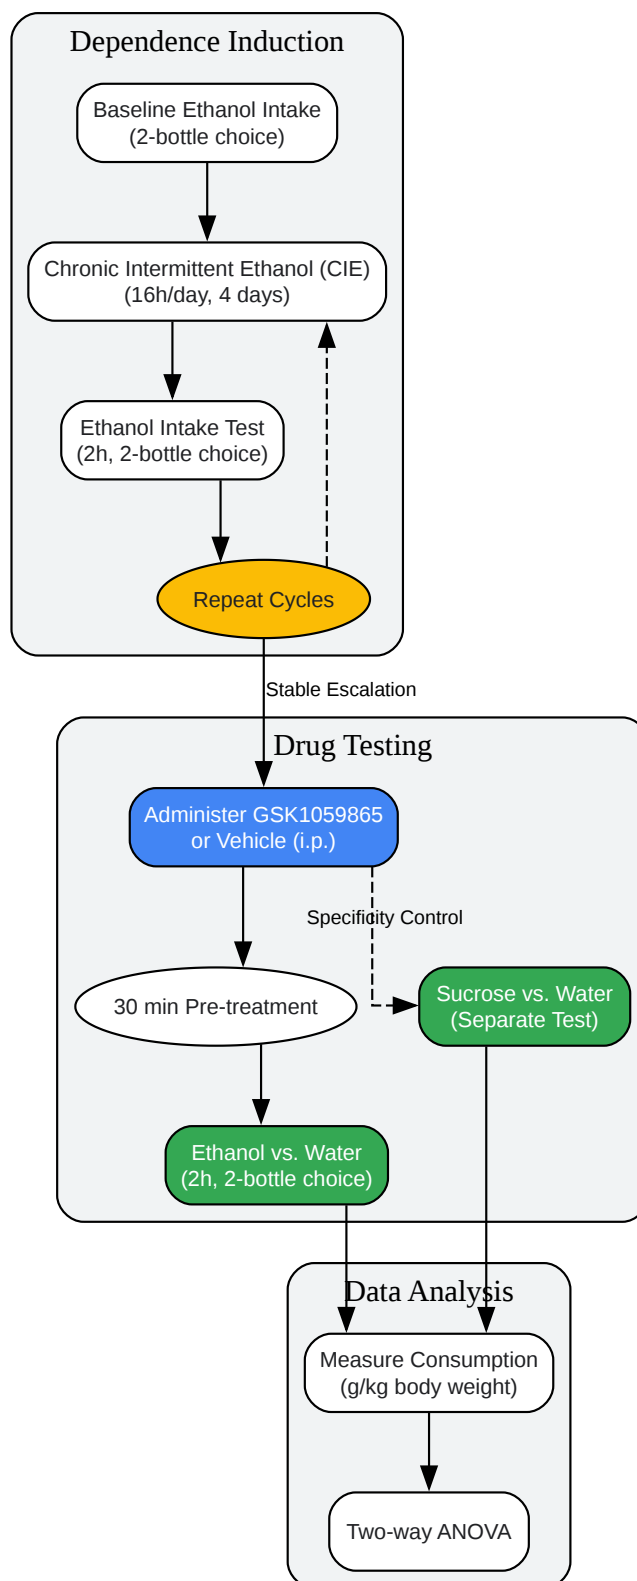 Dependence Induction
Baseline Ethanol Intake
(2-bottle choice)
Chronic Intermittent Ethanol (CIE)
(16h/day, 4 days)
Ethanol Intake Test
(2h, 2-bottle choice)
Repeat Cycles
Stable Escalation
Drug Testing
Administer GSK1059865
or Vehicle (i.p.)
Specificity Control
30 min Pre-treatment
Sucrose vs. Water
(Separate Test)
Ethanol vs. Water
(2h, 2-bottle choice)
Data Analysis
Measure Consumption
(g/kg body weight)
Two-way ANOVA